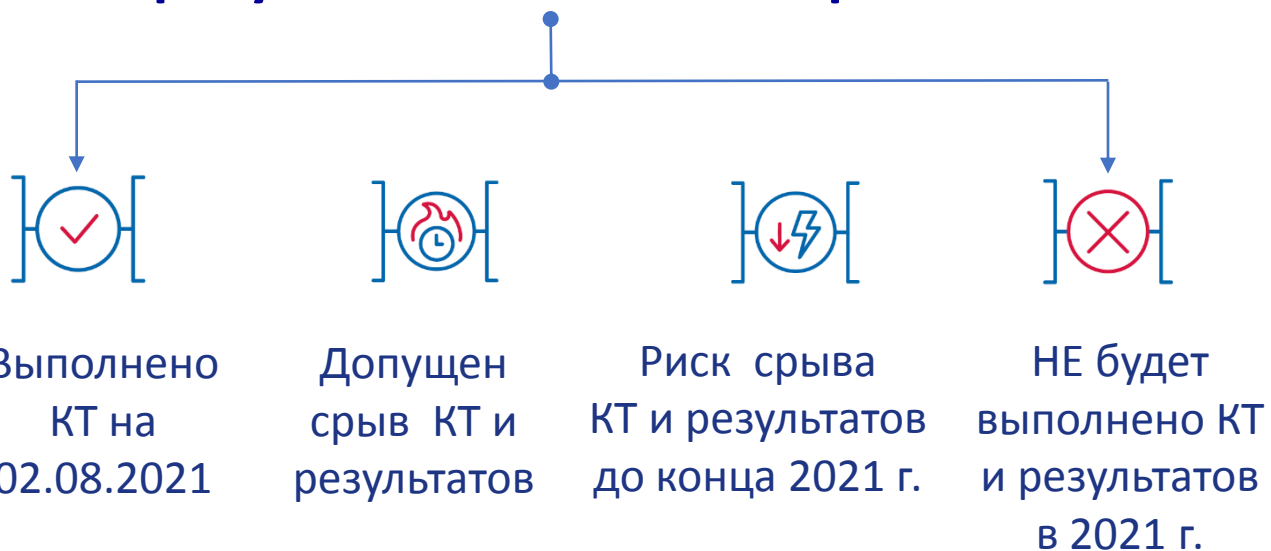 Выполнено
КТ на
02.08.2021
Допущен
срыв КТ и
результатов
Риск срыва
КТ и результатов
до конца 2021 г.
НЕ будет
выполнено КТ
и результатов
в 2021 г.